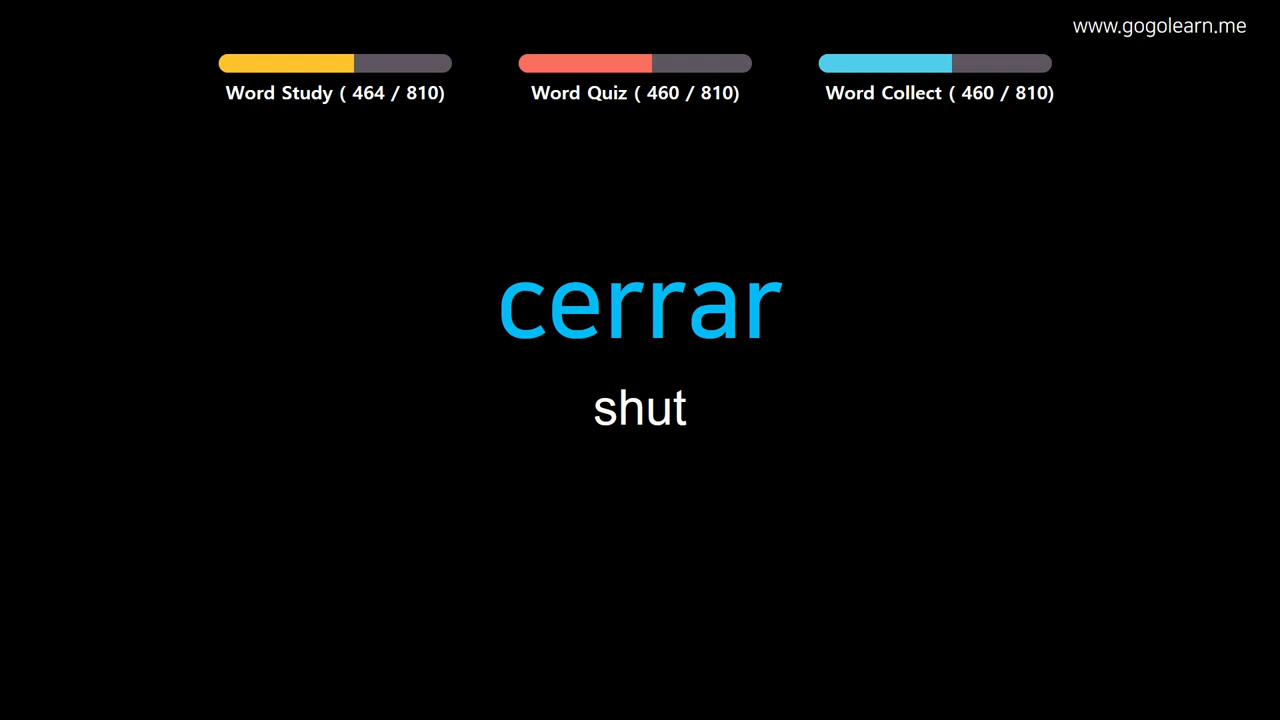 www.gogolearn.me
Word Study ( 464 / 810)
Word Quiz ( 460 / 810)
Word Collect ( 460 / 810)
cerrar
shut